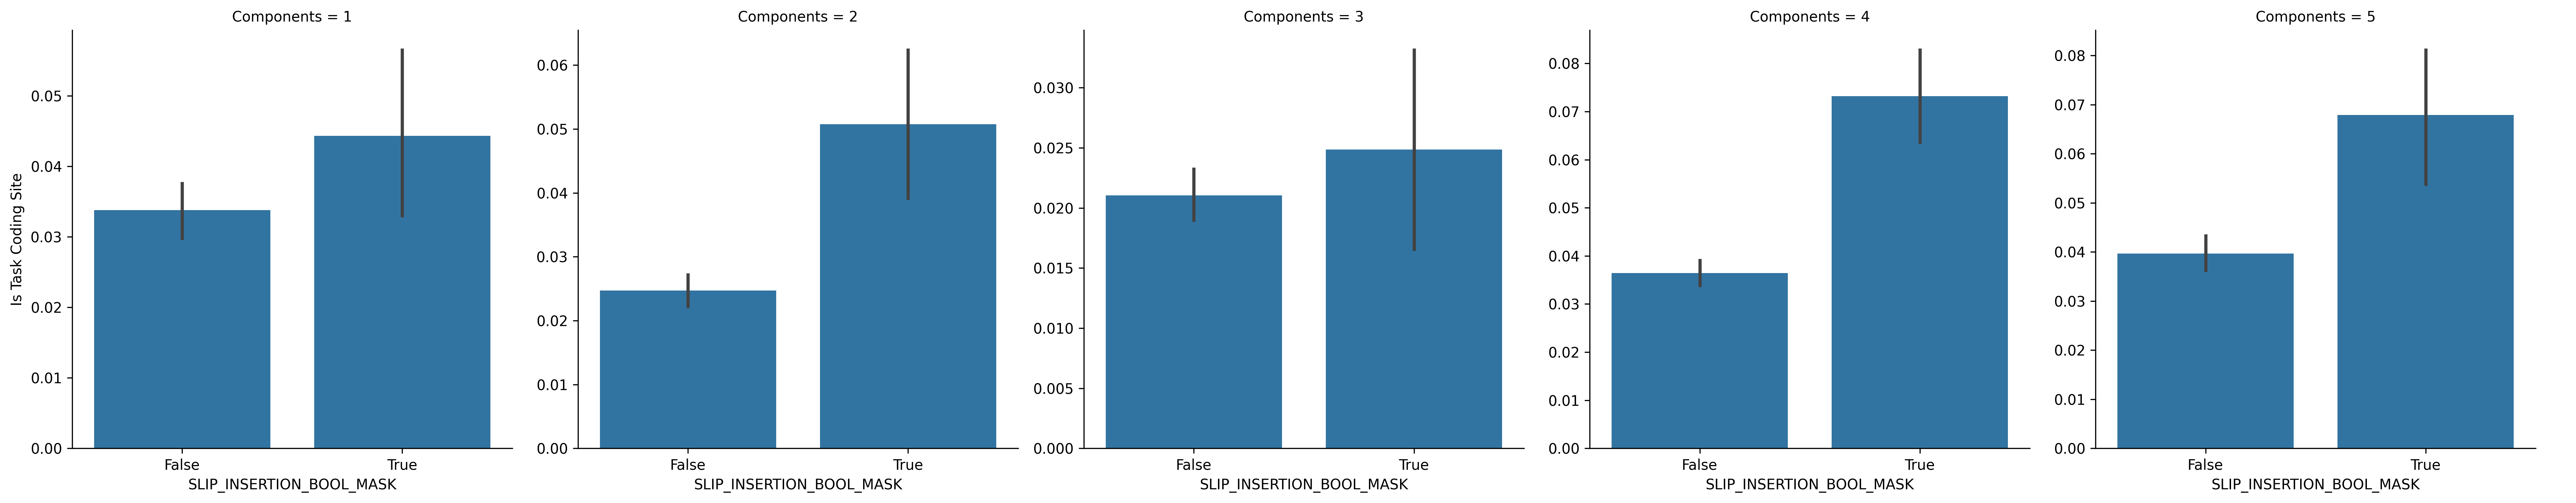 Components = 1
Components = 2
Components = 3
Components = 4
Components = 5
Is Task Coding Site
0.05
0.04
0.03
0.02
0.01
0.00
False
True
SLIP_INSERTION_BOOL_MASK
0.06
0.05
0.04
0.03
0.02
0.01
0.00
False
True
SLIP_INSERTION_BOOL_MASK
0.030
0.025
0.020
0.015
0.010
0.005
0.000
False
True
SLIP_INSERTION_BOOL_MASK
0.08
0.07
0.06
0.05
0.04
0.03
0.02
0.01
0.00
False
True
SLIP_INSERTION_BOOL_MASK
0.08
0.07
0.06
0.05
0.04
0.03
0.02
0.01
0.00
False
True
SLIP_INSERTION_BOOL_MASK